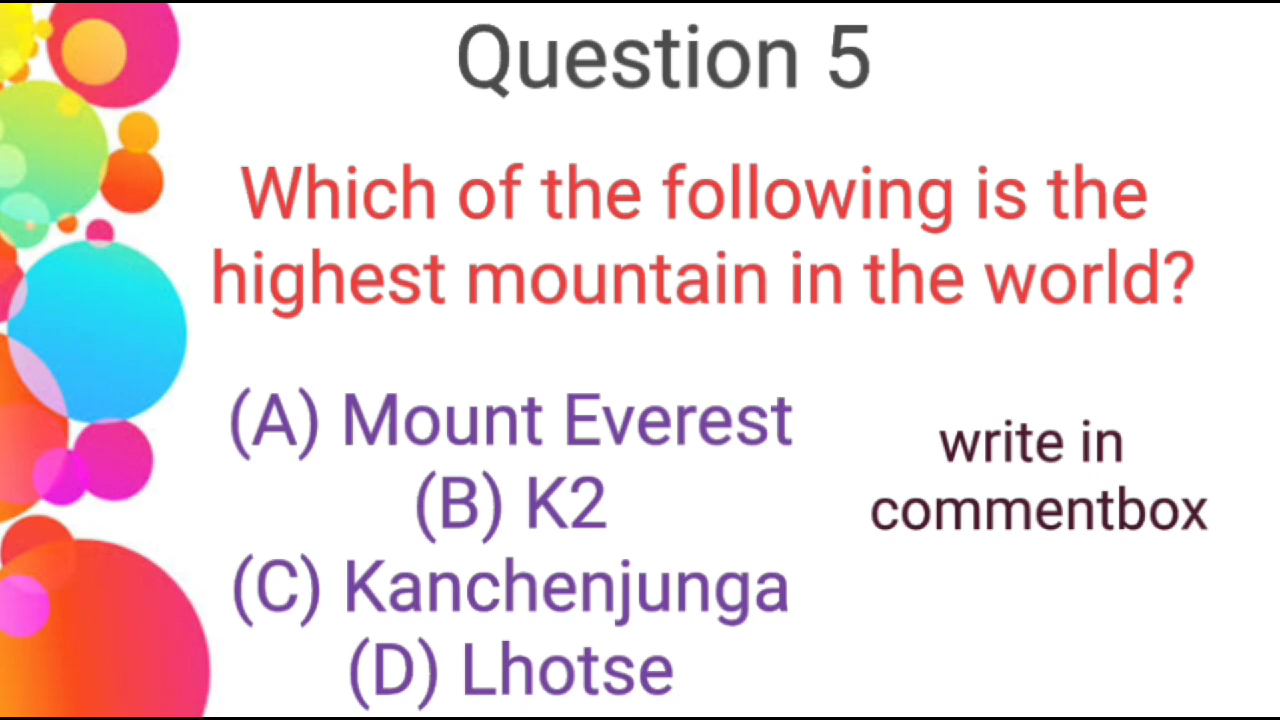 Question 5
Which of the following is the
highest mountain in the world?
(A) Mount Everest
(B) K2
(C) Kanchenjunga
(D) Lhotse
write in
commentbox